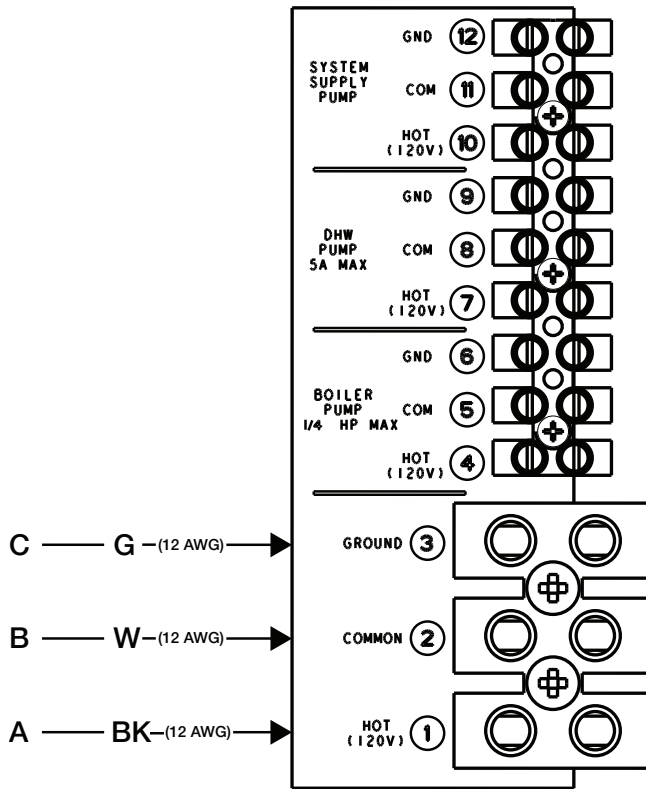 GND 12
SYSTEM
SUPPLY
PUMP
COM 11
HOT
(120V) 10
GND 9
DHW
PUMP
5A MAX
COM 8
HOT
(120V) 7
GND 6
BOILER
PUMP
1/4 HP MAX
COM 5
HOT
(120V) 4
C G (12 AWG) GROUND 3
B W (12 AWG) COMMON 2
A BK (12 AWG) HOT
(120V) 1